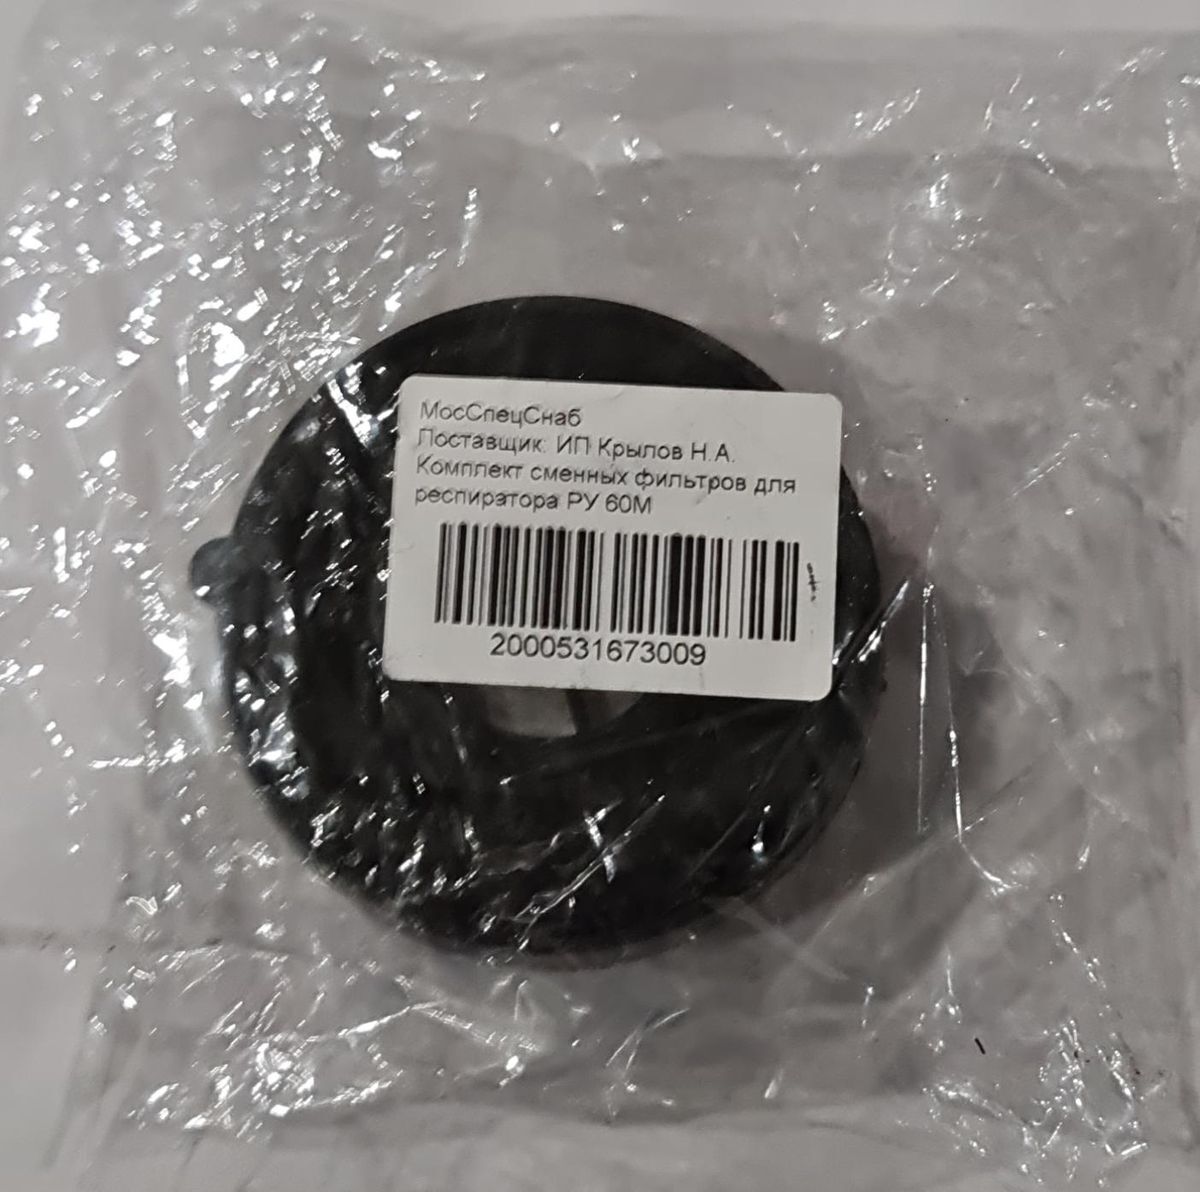 МосСпецСнаб
Поставщик: ИП Крылов Н.А.
Комплект сменных фильтров для
респиратора РУ 60М
2000531673009